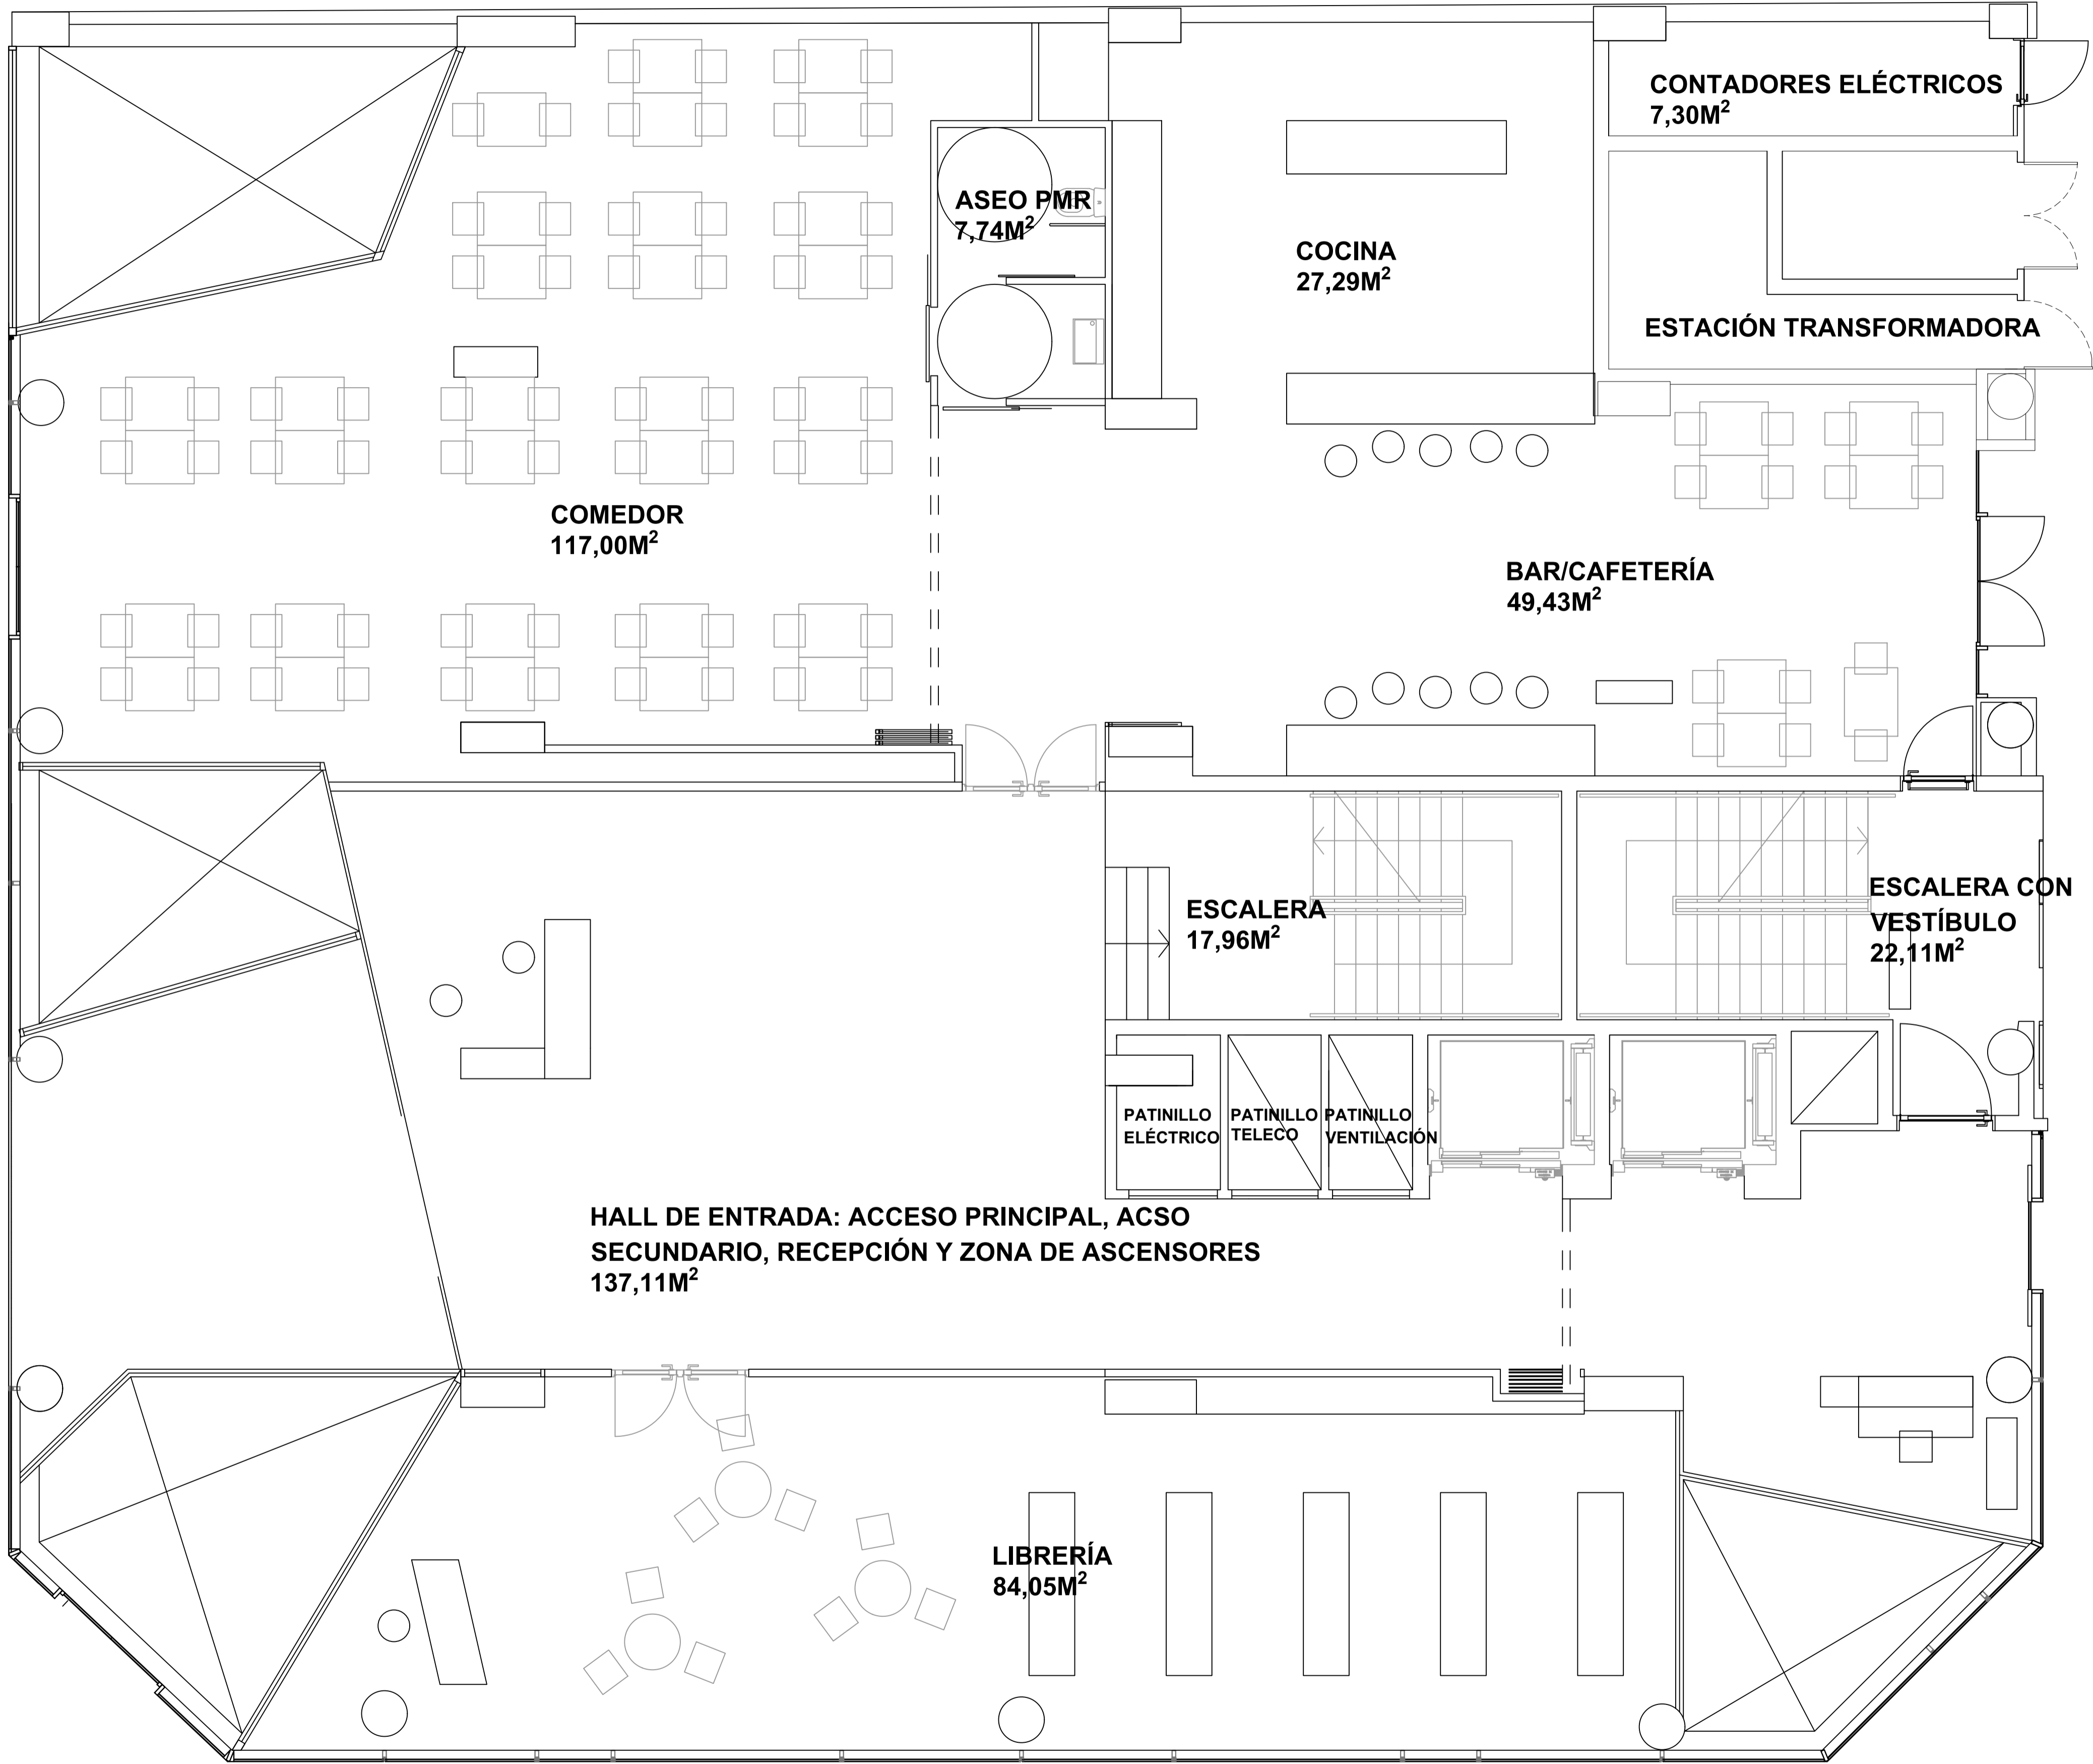 CONTADORES ELÉCTRICOS
7,30M²
ASEO PMR
7,74M²
COCINA
27,29M²
ESTACIÓN TRANSFORMADORA
COMEDOR
117,00M²
BAR/CAFETERÍA
49,43M²
ESCALERA
17,96M²
ESCALERA CON
VESTÍBULO
22,11M²
PATINILLO
ELÉCTRICO
PATINILLO
TELECO
PATINILLO
VENTILACIÓN
HALL DE ENTRADA: ACCESO PRINCIPAL, ACSO
SECUNDARIO, RECEPCIÓN Y ZONA DE ASCENSORES
137,11M²
LIBRERÍA
84,05M²